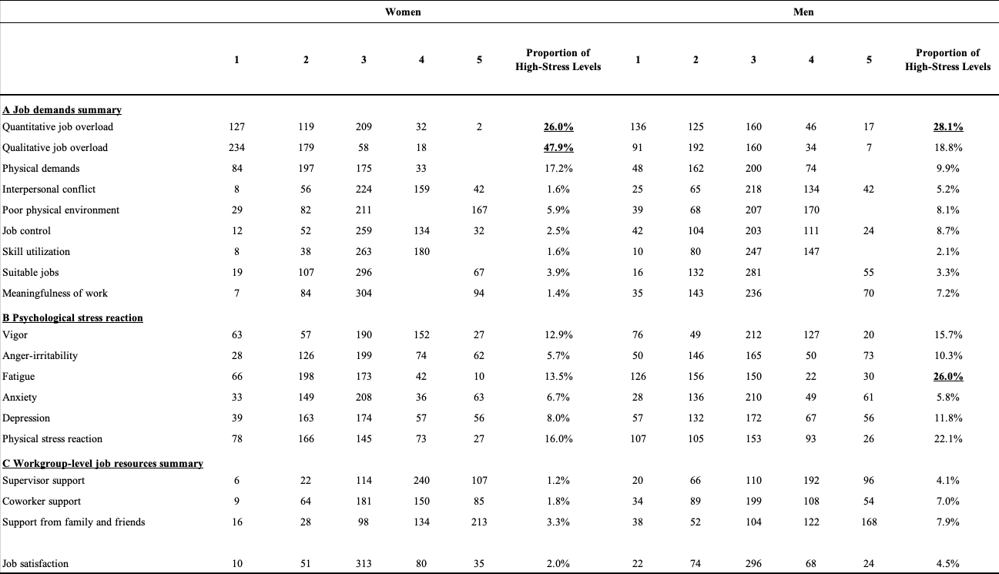 Women Men
1 2 3 4 5 Proportion of High-Stress Levels 1 2 3 4 5 Proportion of High-Stress Levels
A Job demands summary
Quantitative job overload 127 119 209 32 2 26.0% 136 125 160 46 17 28.1%
Qualitative job overload 234 179 58 18 47.9% 91 192 160 34 7 18.8%
Physical demands 84 197 175 33 17.2% 48 162 200 74 9.9%
Interpersonal conflict 8 56 224 159 42 1.6% 25 65 218 134 42 5.2%
Poor physical environment 29 82 211 167 5.9% 39 68 207 170 8.1%
Job control 12 52 259 134 32 2.5% 42 104 203 111 24 8.7%
Skill utilization 8 38 263 180 1.6% 10 80 247 147 2.1%
Suitable jobs 19 107 296 67 3.9% 16 132 281 55 3.3%
Meaningfulness of work 7 84 304 94 1.4% 35 143 236 70 7.2%
B Psychological stress reaction
Vigor 63 57 190 152 27 12.9% 76 49 212 127 20 15.7%
Anger-irritability 28 126 199 74 62 5.7% 50 146 165 50 73 10.3%
Fatigue 66 198 173 42 10 13.5% 126 156 150 22 30 26.0%
Anxiety 33 149 208 36 63 6.7% 28 136 210 49 61 5.8%
Depression 39 163 174 57 56 8.0% 57 132 172 67 56 11.8%
Physical stress reaction 78 166 145 73 27 16.0% 107 105 153 93 26 22.1%
C Workgroup-level job resources summary
Supervisor support 6 22 114 240 107 1.2% 20 66 110 192 96 4.1%
Coworker support 9 64 181 150 85 1.8% 34 89 199 108 54 7.0%
Support from family and friends 16 28 98 134 213 3.3% 38 52 104 122 168 7.9%
Job satisfaction 10 51 313 80 35 2.0% 22 74 296 68 24 4.5%